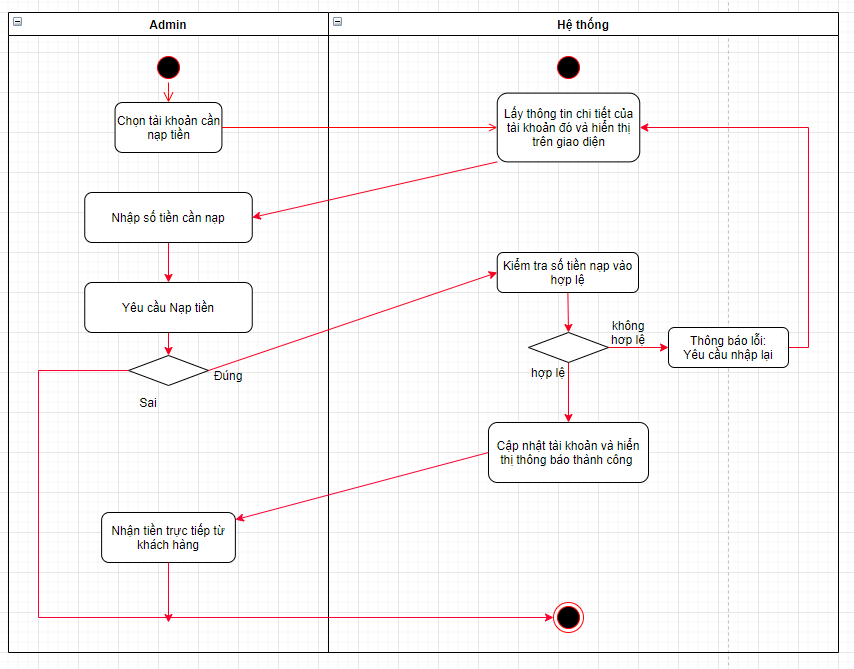 Admin
Hệ thống
Chọn tài khoản cần
nạp tiền
Lấy thông tin chi tiết của
tài khoản đó và hiển thị
trên giao diện
Nhập số tiền cần nạp
Kiểm tra số tiền nạp vào
hợp lệ
Yêu cầu Nạp tiền
không
hợp lệ
Thông báo lỗi:
Yêu cầu nhập lại
Đúng
hợp lệ
Sai
Cập nhật tài khoản và hiển
thị thông báo thành công
Nhận tiền trực tiếp từ
khách hàng